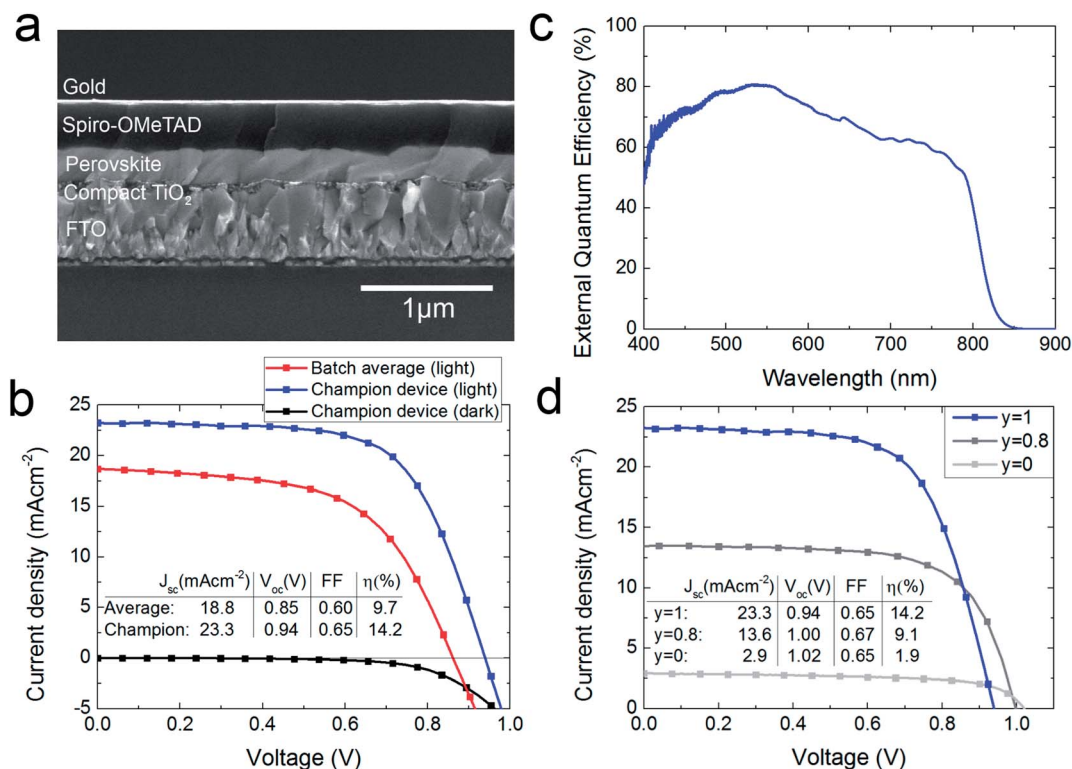 a
Gold
Spiro-OMeTAD
Perovskite
Compact TiO₂
FTO
1µm
c
External Quantum Efficiency (%)
100
80
60
40
20
0
400 500 600 700 800 900
Wavelength (nm)
b
Batch average (light)
Champion device (light)
Champion device (dark)
Current density (mAcm⁻²)
25
20
15
10
5
0
-5
J_sc(mAcm⁻²) V_oc(V) FF η(%)
Average: 18.8 0.85 0.60 9.7
Champion: 23.3 0.94 0.65 14.2
0.0 0.2 0.4 0.6 0.8 1.0
Voltage (V)
d
y=1
y=0.8
y=0
Current density (mAcm⁻²)
25
20
15
10
5
0
J_sc(mAcm⁻²) V_oc(V) FF η(%)
y=1: 23.3 0.94 0.65 14.2
y=0.8: 13.6 1.00 0.67 9.1
y=0: 2.9 1.02 0.65 1.9
0.0 0.2 0.4 0.6 0.8 1.0
Voltage (V)